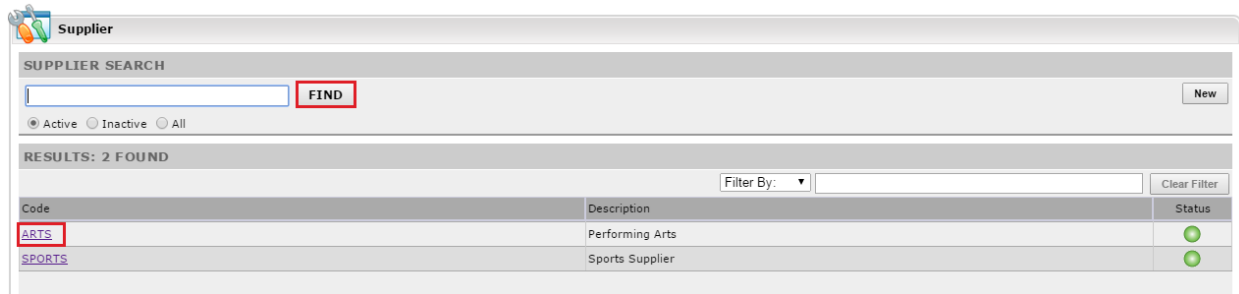 Supplier
SUPPLIER SEARCH
FIND New
Active Inactive All
RESULTS: 2 FOUND
Filter By: Clear Filter
Code Description Status
ARTS Performing Arts
SPORTS Sports Supplier